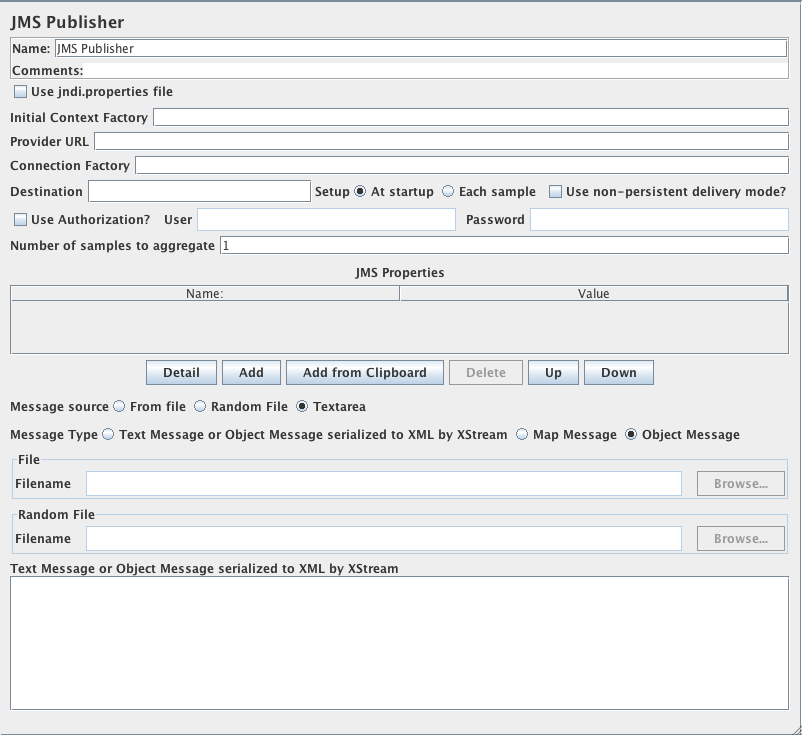 JMS Publisher
Name: JMS Publisher
Comments:
Use jndi.properties file
Initial Context Factory
Provider URL
Connection Factory
Destination Setup At startup Each sample Use non-persistent delivery mode?
Use Authorization? User Password
Number of samples to aggregate 1
JMS Properties
Name: Value
Detail Add Add from Clipboard Delete Up Down
Message source From file Random File Textarea
Message Type Text Message or Object Message serialized to XML by XStream Map Message Object Message
File
Filename Browse...
Random File
Filename Browse...
Text Message or Object Message serialized to XML by XStream